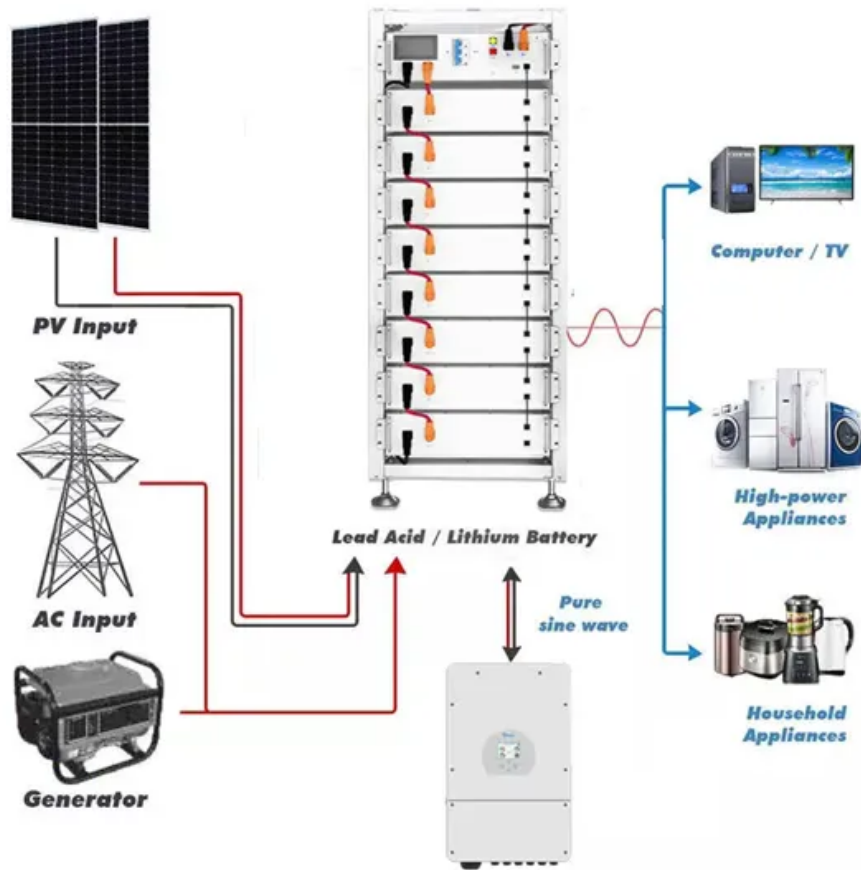 PV Input
AC Input
Generator
Lead Acid / Lithium Battery
Pure
sine wave
Computer / TV
High-power
Appliances
Household
Appliances